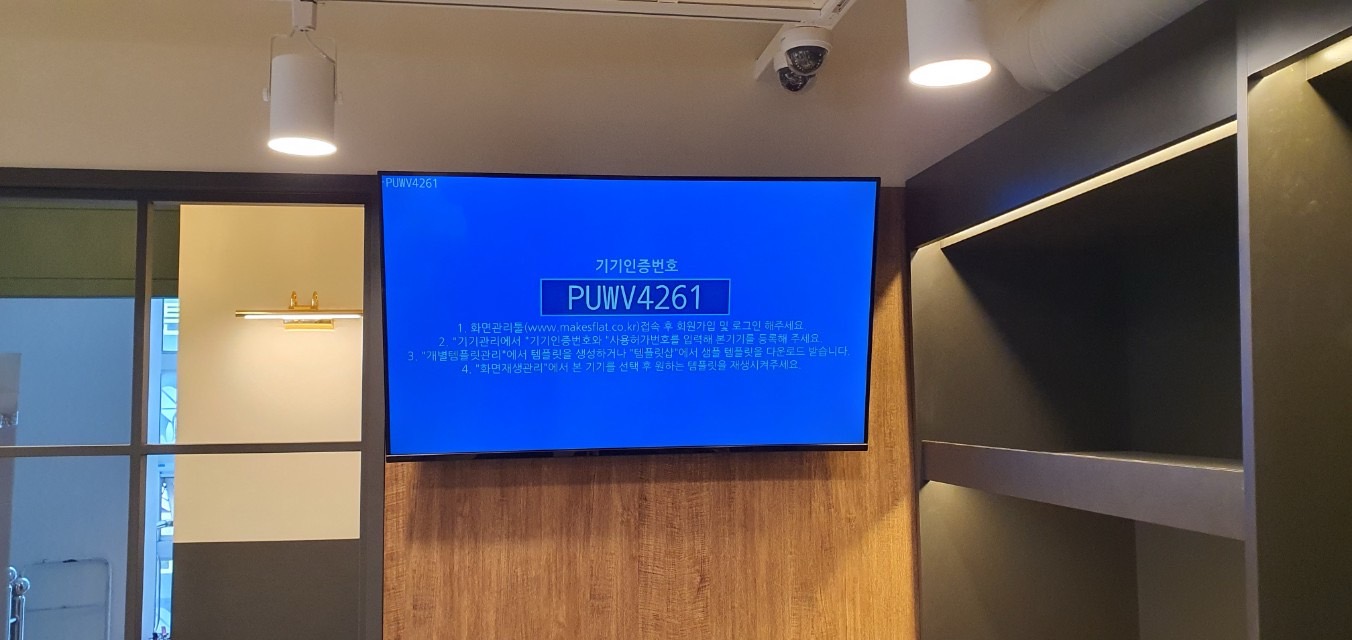 PUWV4261
기기인증번호
PUWV4261
1. 화면관리툴(www.makesflat.co.kr)접속 후 회원가입 및 로그인 해주세요.
2. "기기관리에서 "기기인증번호와 "사용허가번호를 입력해 본기기를 등록해 주세요.
3. "개별템플릿관리"에서 템플릿을 생성하거나 "템플릿샵"에서 샘플 템플릿을 다운로드 받습니다.
4. "화면재생관리"에서 본 기기를 선택 후 원하는 템플릿을 재생시켜주세요.